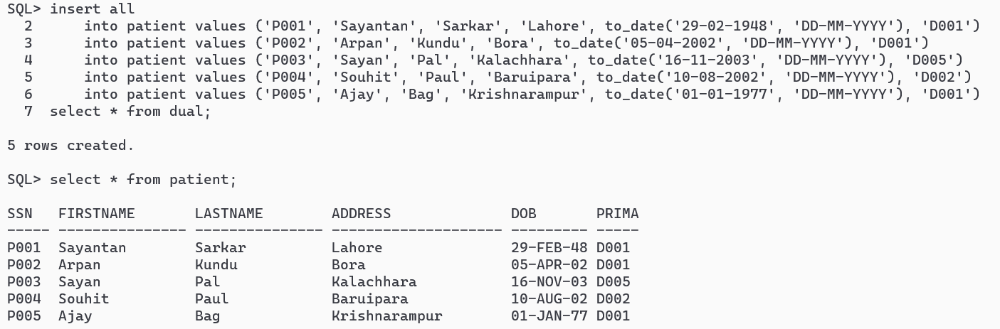 SQL> insert all
  2      into patient values ('P001', 'Sayantan', 'Sarkar', 'Lahore', to_date('29-02-1948', 'DD-MM-YYYY'), 'D001')
  3      into patient values ('P002', 'Arpan', 'Kundu', 'Bora', to_date('05-04-2002', 'DD-MM-YYYY'), 'D001')
  4      into patient values ('P003', 'Sayan', 'Pal', 'Kalachhara', to_date('16-11-2003', 'DD-MM-YYYY'), 'D005')
  5      into patient values ('P004', 'Souhit', 'Paul', 'Baruipara', to_date('10-08-2002', 'DD-MM-YYYY'), 'D002')
  6      into patient values ('P005', 'Ajay', 'Bag', 'Krishnarampur', to_date('01-01-1977', 'DD-MM-YYYY'), 'D001')
  7  select * from dual;

5 rows created.

SQL> select * from patient;

SSN   FIRSTNAME       LASTNAME        ADDRESS              DOB       PRIMA
----- --------------- --------------- -------------------- --------- -----
P001  Sayantan        Sarkar          Lahore               29-FEB-48 D001
P002  Arpan           Kundu           Bora                 05-APR-02 D001
P003  Sayan           Pal             Kalachhara           16-NOV-03 D005
P004  Souhit          Paul            Baruipara            10-AUG-02 D002
P005  Ajay            Bag             Krishnarampur        01-JAN-77 D001